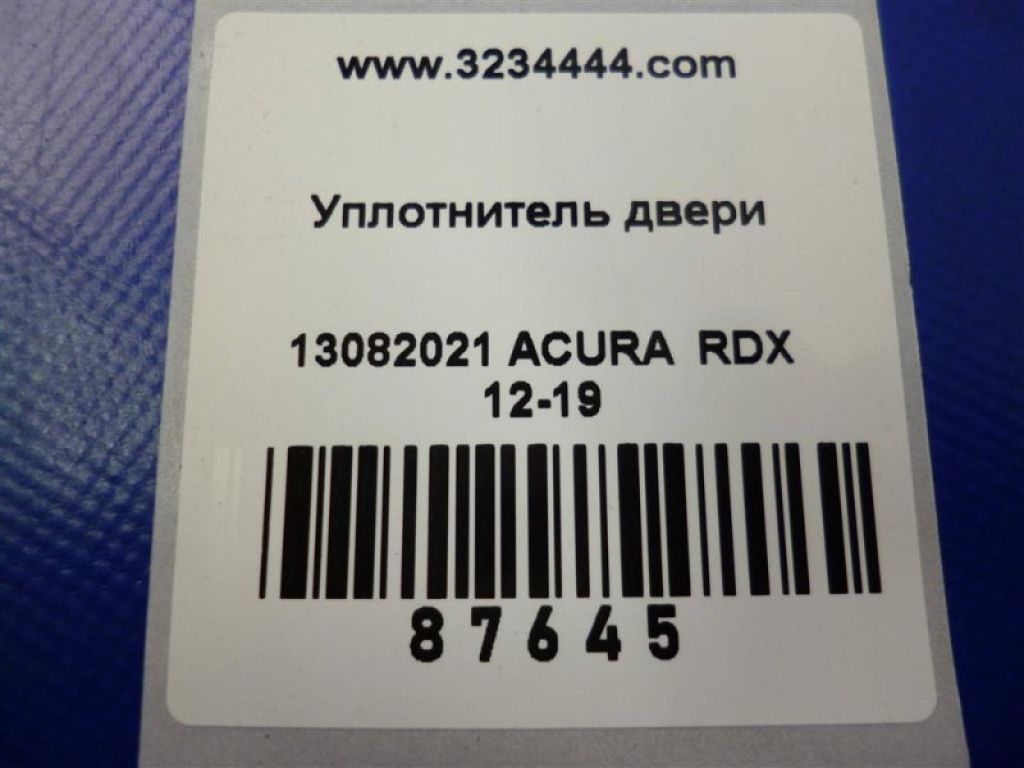 www.3234444.com
Уплотнитель двери
13082021 ACURA RDX
12-19
87645